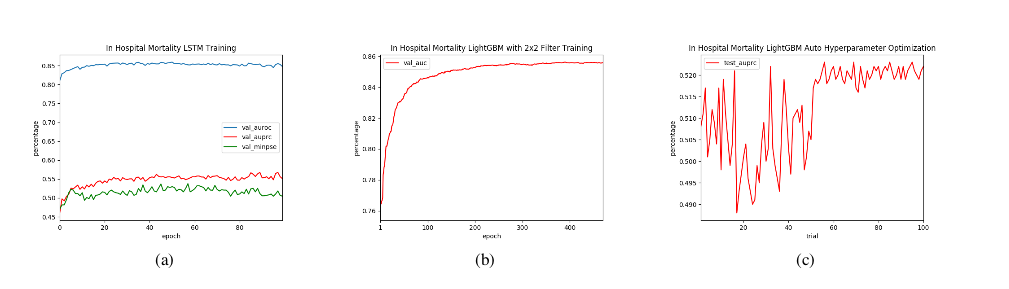 In Hospital Mortality LSTM Training
0.85
0.80
0.75
0.70
0.65
0.60
0.55
0.50
0.45
percentage
val_auroc
val_auprc
val_minpse
0 20 40 60 80
epoch
(a)
In Hospital Mortality LightGBM with 2x2 Filter Training
val_auc
0.86
0.84
0.82
0.80
0.78
0.76
percentage
1 100 200 300 400
epoch
(b)
In Hospital Mortality LightGBM Auto Hyperparameter Optimization
test_auprc
0.520
0.515
0.510
0.505
0.500
0.495
0.490
percentage
20 40 60 80 100
trial
(c)